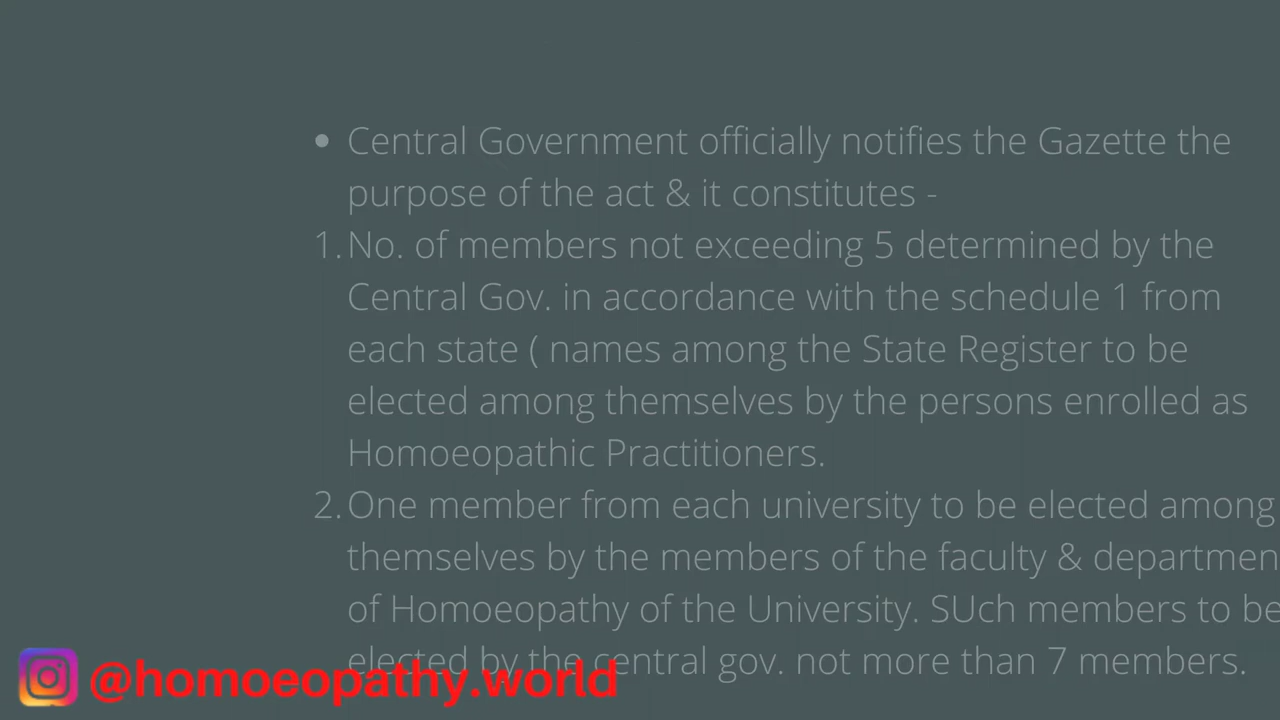 • Central Government officially notifies the Gazette the
purpose of the act & it constitutes -
1. No. of members not exceeding 5 determined by the
Central Gov. in accordance with the schedule 1 from
each state ( names among the State Register to be
elected among themselves by the persons enrolled as
Homoeopathic Practitioners.
2. One member from each university to be elected among
themselves by the members of the faculty & departmen
of Homoeopathy of the University. SUch members to be
elected by the central gov. not more than 7 members.
@homoeopathy.world